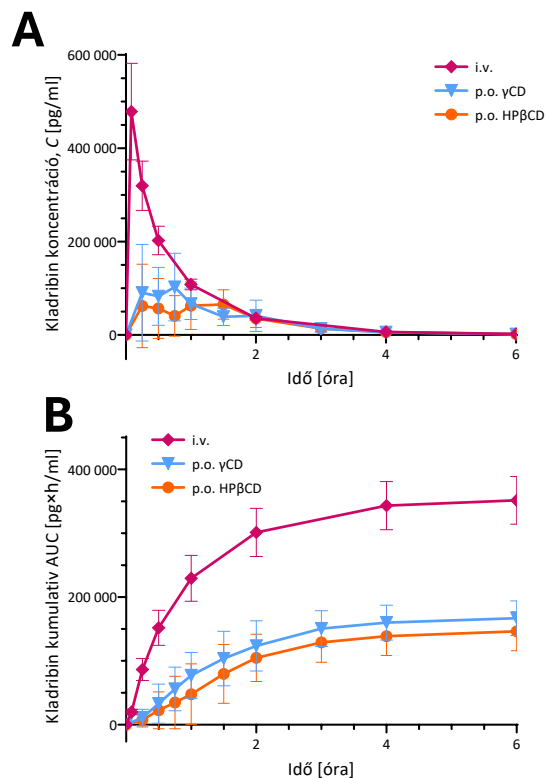 A
Kladribin koncentráció, C [pg/ml]
600 000
400 000
200 000
0
i.v.
p.o. γCD
p.o. HPβCD
0
2
4
6
Idő [óra]
B
Kladribin kumulativ AUC [pg×h/ml]
400 000
200 000
0
i.v.
p.o. γCD
p.o. HPβCD
0
2
4
6
Idő [óra]